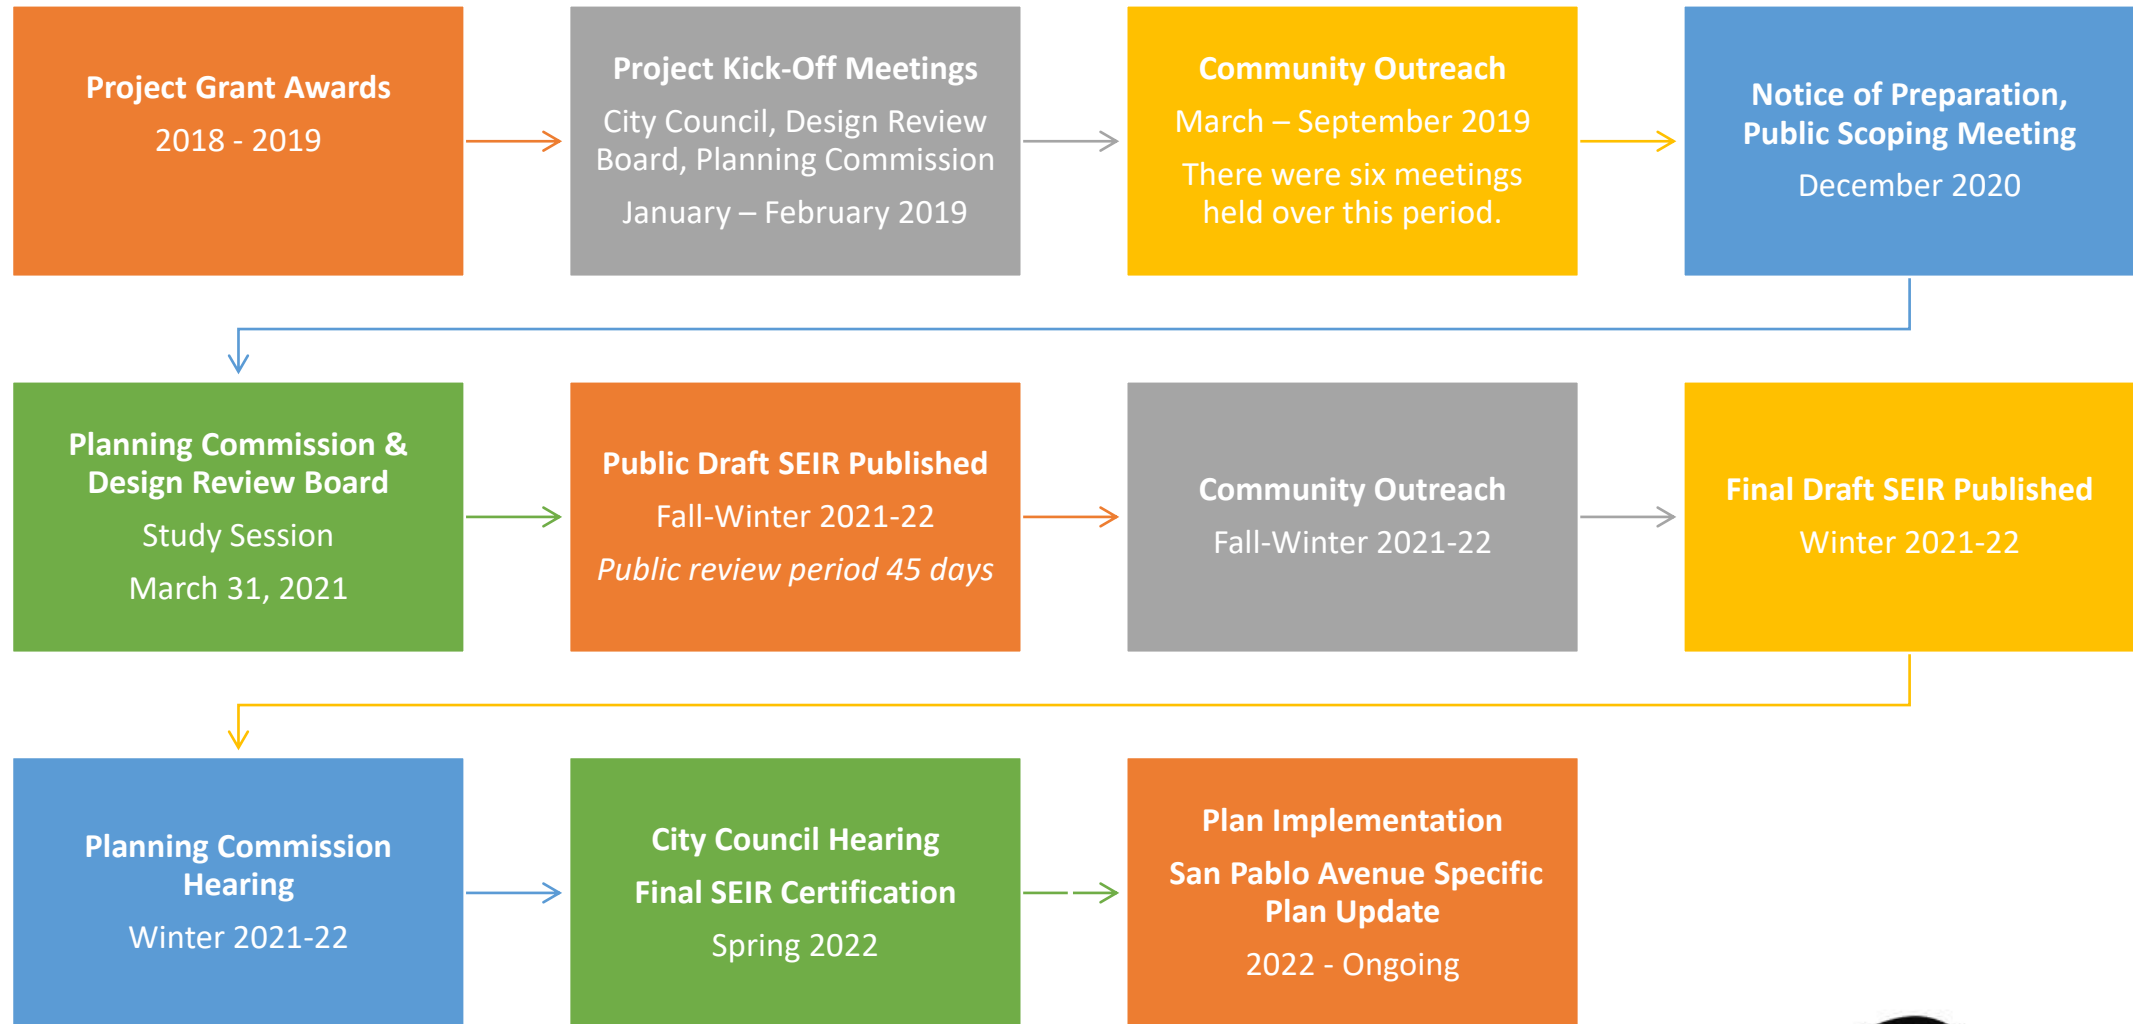 Project Grant Awards
2018 - 2019
Project Kick-Off Meetings
City Council, Design Review
Board, Planning Commission
January – February 2019
Community Outreach
March – September 2019
There were six meetings
held over this period.
Notice of Preparation,
Public Scoping Meeting
December 2020
Planning Commission &
Design Review Board
Study Session
March 31, 2021
Public Draft SEIR Published
Fall-Winter 2021-22
Public review period 45 days
Community Outreach
Fall-Winter 2021-22
Final Draft SEIR Published
Winter 2021-22
Planning Commission
Hearing
Winter 2021-22
City Council Hearing
Final SEIR Certification
Spring 2022
Plan Implementation
San Pablo Avenue Specific
Plan Update
2022 - Ongoing